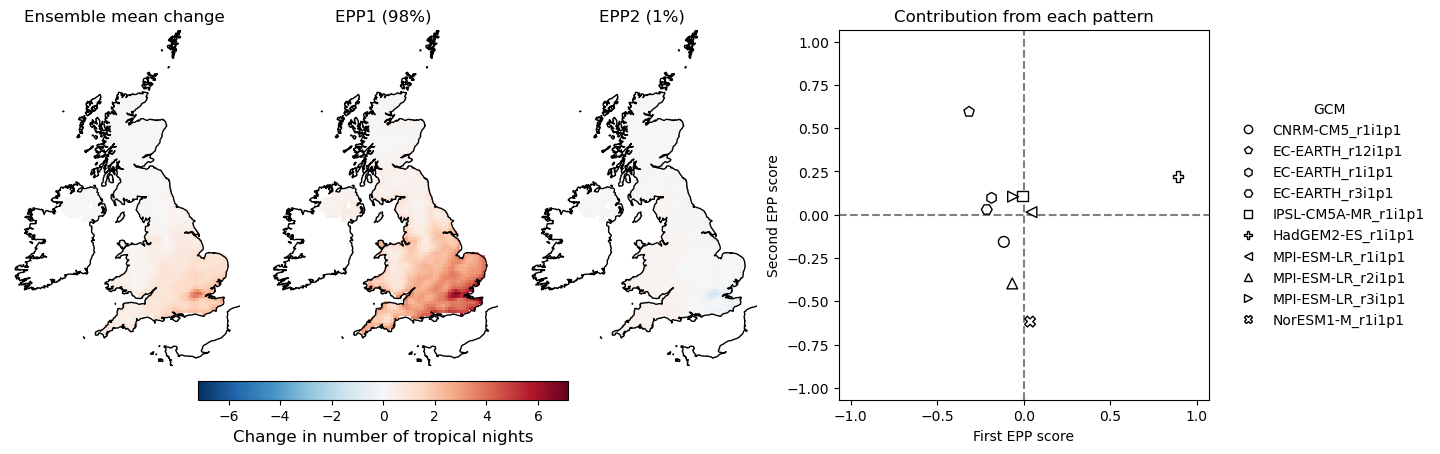 Ensemble mean change
EPP1 (98%)
EPP2 (1%)
−6 −4 −2 0 2 4 6
Change in number of tropical nights
Contribution from each pattern
1.00
0.75
0.50
0.25
0.00
−0.25
−0.50
−0.75
−1.00
Second EPP score
−1.0 −0.5 0.0 0.5 1.0
First EPP score
GCM
CNRM-CM5_r1i1p1
EC-EARTH_r12i1p1
EC-EARTH_r1i1p1
EC-EARTH_r3i1p1
IPSL-CM5A-MR_r1i1p1
HadGEM2-ES_r1i1p1
MPI-ESM-LR_r1i1p1
MPI-ESM-LR_r2i1p1
MPI-ESM-LR_r3i1p1
NorESM1-M_r1i1p1